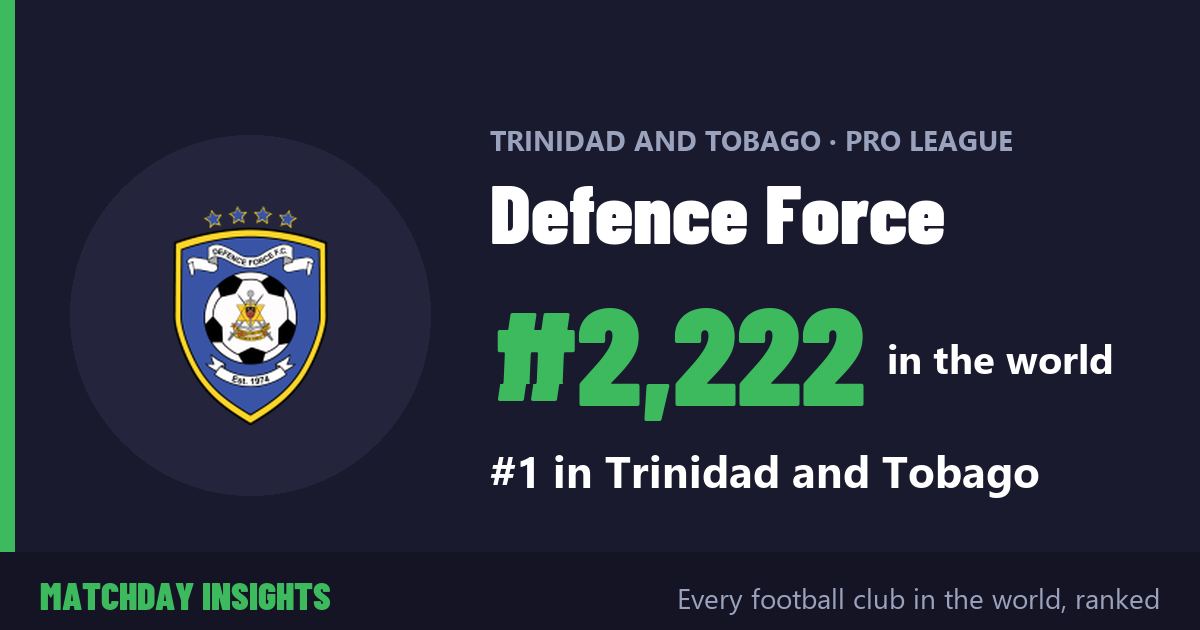 TRINIDAD AND TOBAGO · PRO LEAGUE
Defence Force
#2,222 in the world
#1 in Trinidad and Tobago
DEFENCE FORCE F.C.
Est. 1974
MATCHDAY INSIGHTS
Every football club in the world, ranked